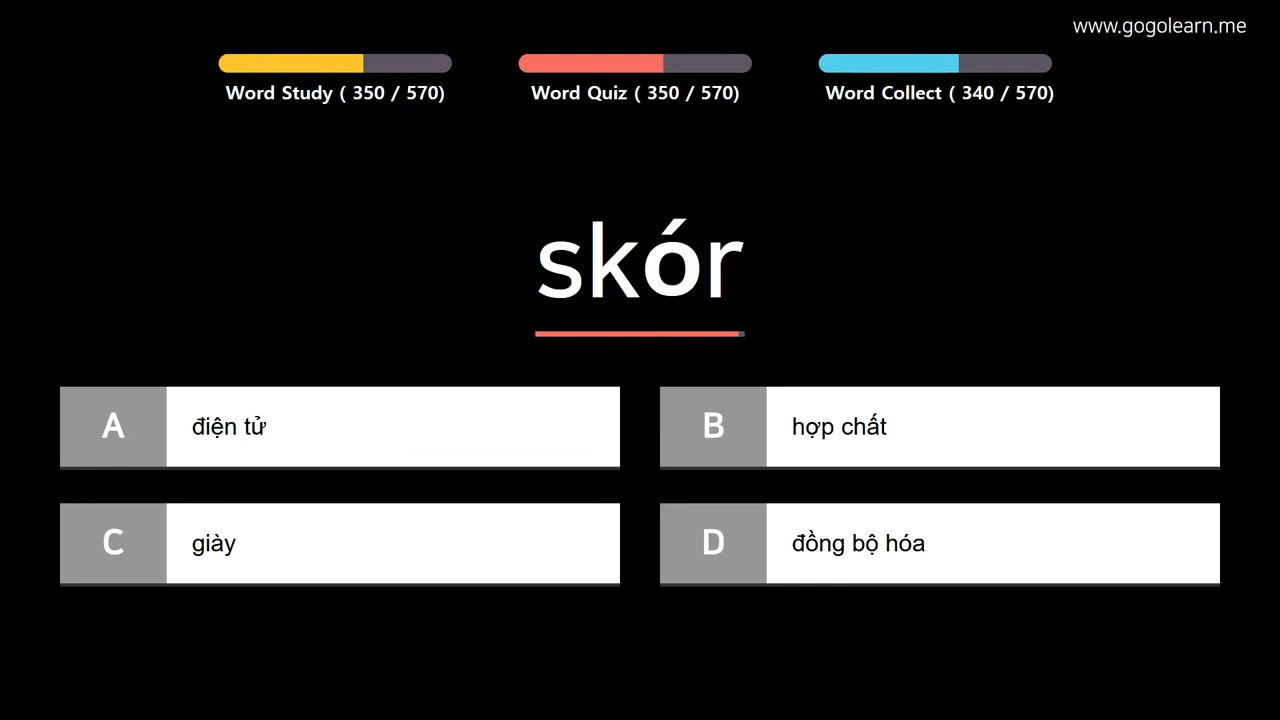 www.gogolearn.me
Word Study ( 350 / 570)
Word Quiz ( 350 / 570)
Word Collect ( 340 / 570)
skór
A điện tử
B hợp chất
C giày
D đồng bộ hóa